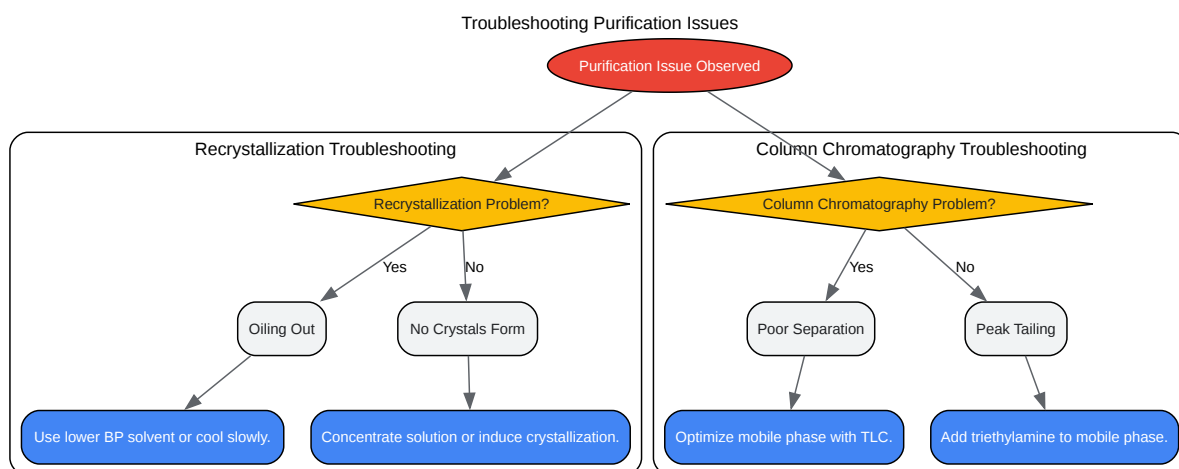 Troubleshooting Purification Issues
Purification Issue Observed
Recrystallization Troubleshooting
Column Chromatography Troubleshooting
Recrystallization Problem?
Column Chromatography Problem?
Yes
No
Yes
No
Oiling Out
No Crystals Form
Poor Separation
Peak Tailing
Use lower BP solvent or cool slowly.
Concentrate solution or induce crystallization.
Optimize mobile phase with TLC.
Add triethylamine to mobile phase.